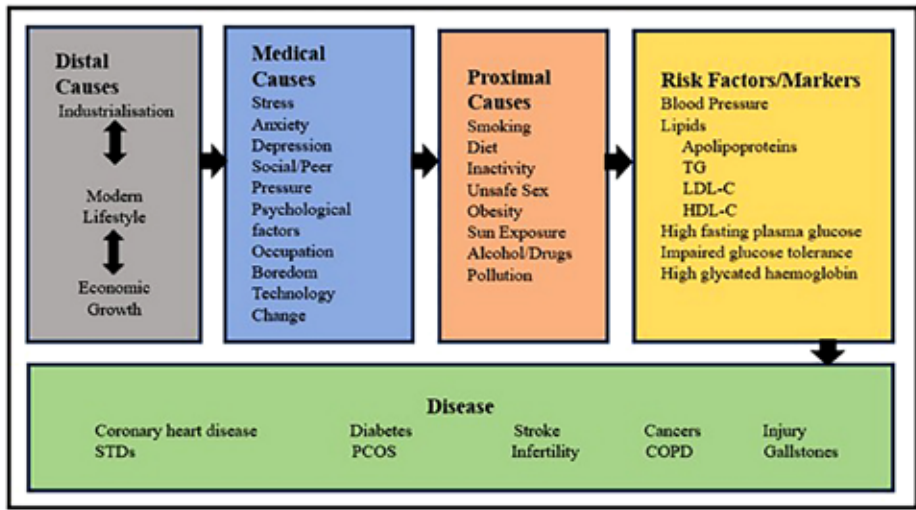 Distal
Causes
Industrialisation
Modern
Lifestyle
Economic
Growth
Medical
Causes
Stress
Anxiety
Depression
Social/Peer
Pressure
Psychological
factors
Occupation
Boredom
Technology
Change
Proximal
Causes
Smoking
Diet
Inactivity
Unsafe Sex
Obesity
Sun Exposure
Alcohol/Drugs
Pollution
Risk Factors/Markers
Blood Pressure
Lipids
Apolipoproteins
TG
LDL-C
HDL-C
High fasting plasma glucose
Impaired glucose tolerance
High glycated haemoglobin
Disease
Coronary heart disease Diabetes Stroke Cancers Injury
STDs PCOS Infertility COPD Gallstones